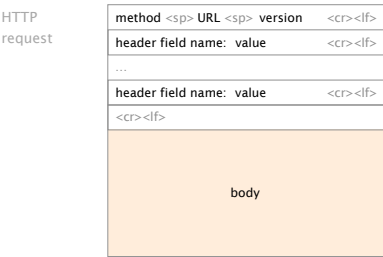 HTTP
request
method <sp> URL <sp> version <cr><lf>
header field name: value <cr><lf>
...
header field name: value <cr><lf>
<cr><lf>
body